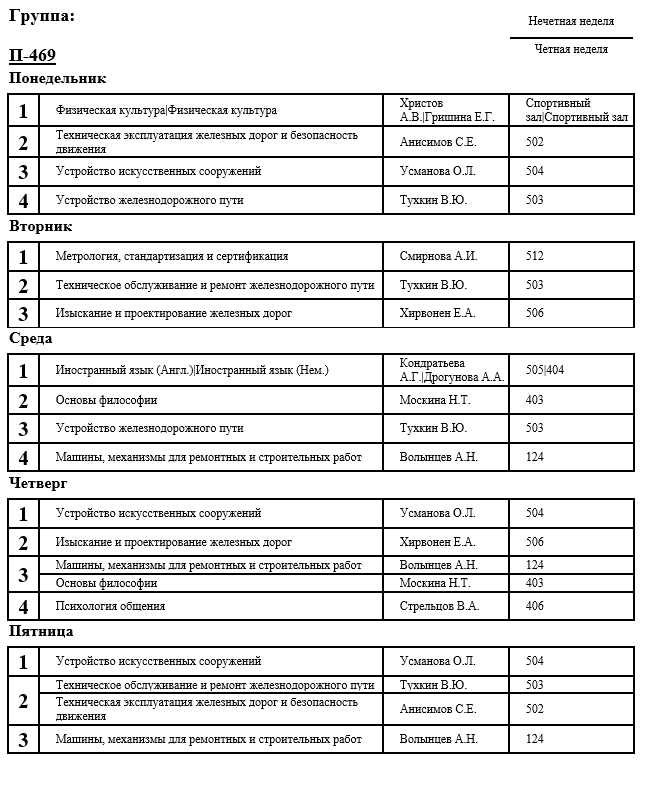 Группа:
Нечетная неделя
Четная неделя
П-469
Понедельник
1 Физическая культура|Физическая культура Христов А.В.|Гришина Е.Г. Спортивный зал|Спортивный зал
2 Техническая эксплуатация железных дорог и безопасность движения Анисимов С.Е. 502
3 Устройство искусственных сооружений Усманова О.Л. 504
4 Устройство железнодорожного пути Тухкин В.Ю. 503
Вторник
1 Метрология, стандартизация и сертификация Смирнова А.И. 512
2 Техническое обслуживание и ремонт железнодорожного пути Тухкин В.Ю. 503
3 Изыскание и проектирование железных дорог Хирвонен Е.А. 506
Среда
1 Иностранный язык (Англ.)|Иностранный язык (Нем.) Кондратьева А.Г.|Дрогунова А.А. 505|404
2 Основы философии Москина Н.Т. 403
3 Устройство железнодорожного пути Тухкин В.Ю. 503
4 Машины, механизмы для ремонтных и строительных работ Волынцев А.Н. 124
Четверг
1 Устройство искусственных сооружений Усманова О.Л. 504
2 Изыскание и проектирование железных дорог Хирвонен Е.А. 506
3 Машины, механизмы для ремонтных и строительных работ Волынцев А.Н. 124
Основы философии Москина Н.Т. 403
4 Психология общения Стрельцов В.А. 406
Пятница
1 Устройство искусственных сооружений Усманова О.Л. 504
2 Техническое обслуживание и ремонт железнодорожного пути Тухкин В.Ю. 503
Техническая эксплуатация железных дорог и безопасность движения Анисимов С.Е. 502
3 Машины, механизмы для ремонтных и строительных работ Волынцев А.Н. 124